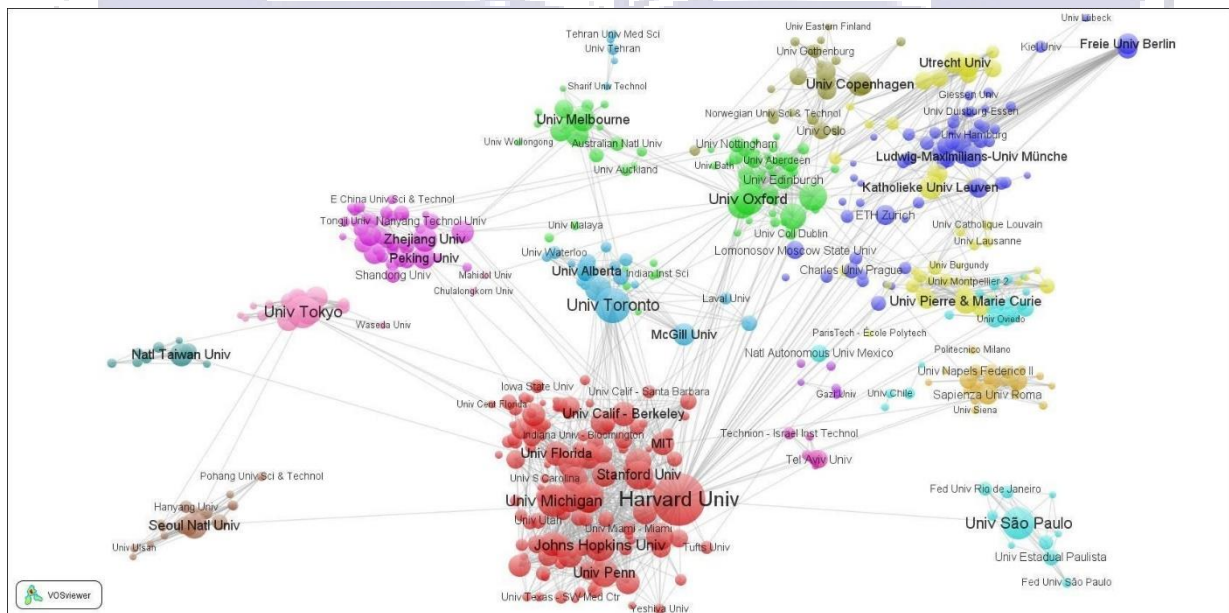 Univ Lübeck
Univ Eastern Finland
Tehran Univ Med Sci
Kiel Univ
Freie Univ Berlin
Univ Tehran
Univ Gothenburg
Utrecht Univ
Sharif Univ Technol
Univ Copenhagen
Giessen Univ
Norwegian Univ Sci & Technol
Univ Duisburg-Essen
Univ Melbourne
Univ Oslo
Univ Hamburg
Univ Wollongong
Australian Natl Univ
Univ Nottingham
Ludwig-Maximilians-Univ Münche
Univ Bath
Univ Aberdeen
Univ Auckland
Univ Edinburgh
Katholieke Univ Leuven
E China Univ Sci & Technol
Univ Oxford
Tongji Univ
Nanyang Technol Univ
ETH Zürich
Univ Malaya
Univ Coll Dublin
Univ Catholique Louvain
Zhejiang Univ
Univ Lausanne
Peking Univ
Univ Waterloo
Lomonosov Moscow State Univ
Shandong Univ
Mahidol Univ
Univ Alberta
Indian Inst Sci
Charles Univ Prague
Univ Burgundy
Univ Montpellier 2
Chulalongkorn Univ
Laval Univ
Univ Pierre & Marie Curie
Univ Toronto
Univ Tokyo
Univ Oviedo
Waseda Univ
McGill Univ
ParisTech - École Polytech
Natl Taiwan Univ
Natl Autonomous Univ Mexico
Politecnico Milano
Univ Napels Federico II
Iowa State Univ
Univ Calif - Santa Barbara
Gazi Univ
Univ Chile
Sapienza Univ Roma
Univ Cent Florida
Univ Calif - Berkeley
Univ Siena
Indiana Univ - Bloomington
MIT
Technion - Israel Inst Technol
Univ Florida
Tel Aviv Univ
Stanford Univ
Pohang Univ Sci & Technol
Univ S Carolina
Fed Univ Rio de Janeiro
Univ Michigan
Harvard Univ
Hanyang Univ
Seoul Natl Univ
Univ Utah
Univ Miami - Miami
Univ São Paulo
Univ Ulsan
Johns Hopkins Univ
Tufts Univ
Univ Estadual Paulista
Univ Penn
Fed Univ São Paulo
Univ Texas - SW Med Ctr
Yeshiva Univ
VOSviewer